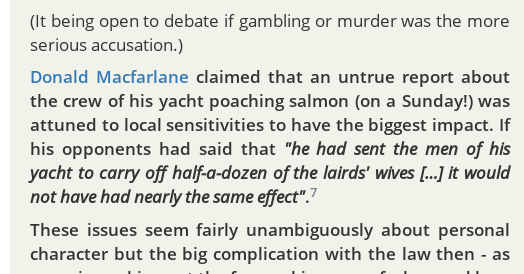 (It being open to debate if gambling or murder was the more
serious accusation.)
Donald Macfarlane claimed that an untrue report about
the crew of his yacht poaching salmon (on a Sunday!) was
attuned to local sensitivities to have the biggest impact. If
his opponents had said that "he had sent the men of his
yacht to carry off half-a-dozen of the lairds' wives [...] it would
not have had nearly the same effect".7
These issues seem fairly unambiguously about personal
character but the big complication with the law then - as